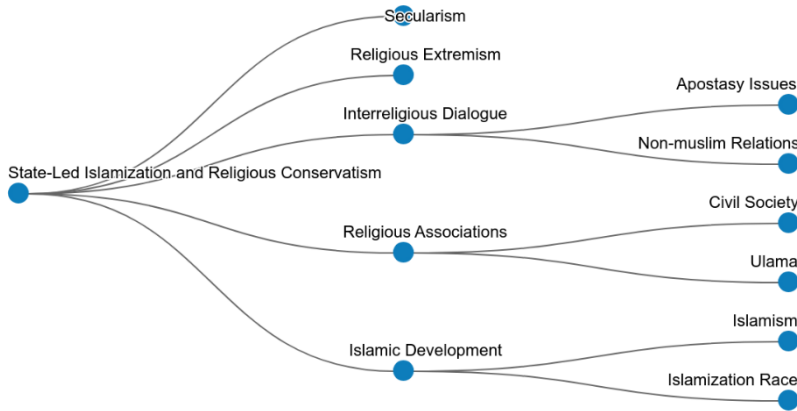 Secularism
Religious Extremism
Apostasy Issues
Interreligious Dialogue
Non-muslim Relations
State-Led Islamization and Religious Conservatism
Civil Society
Religious Associations
Ulama
Islamism
Islamic Development
Islamization Race